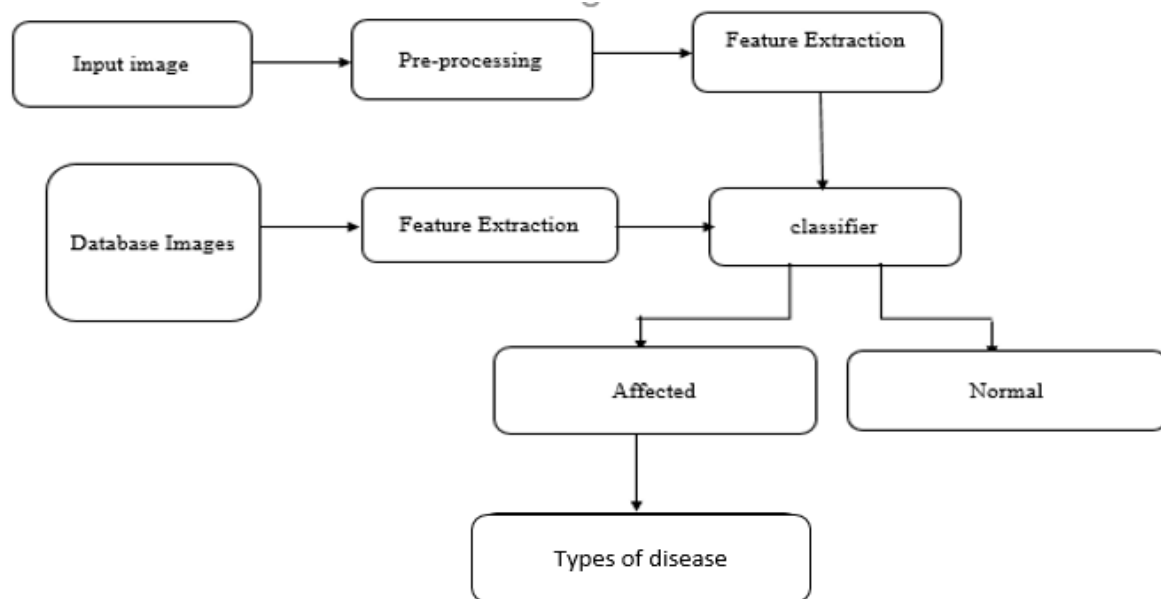 Input image
Pre-processing
Feature Extraction
Database Images
Feature Extraction
classifier
Affected
Normal
Types of disease